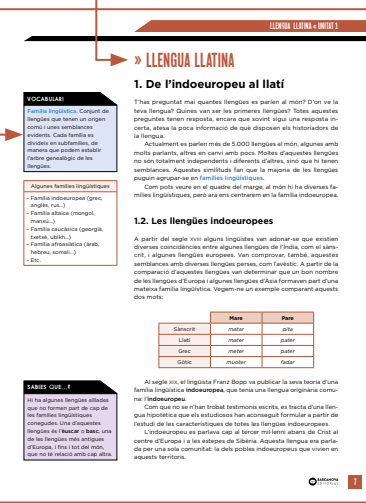 LLENGUA LLATINA • UNITAT 1
» LLENGUA LLATINA
1. De l'indoeuropeu al llatí
VOCABULARI
Família lingüística. Conjunt de
llengües que tenen un origen
comú i unes semblances
evidents. Cada família es
divideix en subfamílies, de
manera que podem establir
l'arbre genealògic de les
llengües.
Algunes famílies lingüístiques
- Família indoeuropea (grec,
anglès, rus...)
- Família altaica (mongol,
manxú...)
- Família caucàsica (georgià,
txetxè, ubikh...)
- Família afroasiàtica (àrab,
hebreu, somali...)
- Etc.
T'has preguntat mai quantes llengües es parlen al món? D'on ve la
teva llengua? Quines van ser les primeres llengües? Totes aquestes
preguntes tenen resposta, encara que sovint sigui una resposta in-
certa, atesa la poca informació de què disposen els historiadors de
la llengua.
Actualment es parlen més de 5.000 llengües al món, algunes amb
molts parlants, altres en canvi amb pocs. Moltes d'aquestes llengües
no són totalment independents i diferents d'altres, sinó que hi tenen
semblances. Aquestes similituds fan que la majoria de les llengües
puguin agrupar-se en famílies lingüístiques.
Com pots veure en el quadre del marge, al món hi ha diverses fa-
mílies lingüístiques, però ara ens centrarem en la família indoeuropea.
1.2. Les llengües indoeuropees
A partir del segle XVIII alguns lingüistes van adonar-se que existien
diverses coincidències entre algunes llengües de l'Índia, com el sàns-
crit, i algunes llengües europees. Van comprovar, també, aquestes
semblances amb diverses llengües perses, com l'avèstic. A partir de la
comparació d'aquestes llengües van determinar que un bon nombre
de les llengües d'Europa i algunes llengües d'Àsia formaven part d'una
mateixa família lingüística. Vegem-ne un exemple comparant aquests
dos mots:
Mare Pare
Sànscrit matar pita
Llatí mater pater
Grec meter pater
Gòtic muoter fadar
SABIES QUE...?
Hi ha algunes llengües aïllades
que no formen part de cap de
les famílies lingüístiques
conegudes. Una d'aquestes
llengües és l'èuscar o basc, una
de les llengües més antigues
d'Europa, i fins i tot del món,
que no té relació amb cap altra.
Al segle XIX, el lingüista Franz Bopp va publicar la seva teoria d'una
família lingüística indoeuropea, que tenia una llengua originària comu-
na: l'indoeuropeu.
Com que no se n'han trobat testimonis escrits, es tracta d'una llen-
gua hipotètica que els estudiosos han aconseguit formular a partir de
l'estudi de les característiques de totes les llengües indoeuropees.
L'indoeuropeu es parlava cap al tercer mil·lenni abans de Crist al
centre d'Europa i a les estepes de Sibèria. Aquesta llengua era parla-
da per una sola comunitat: la dels pobles indoeuropeus que vivien en
aquests territoris.
BARCANOVA